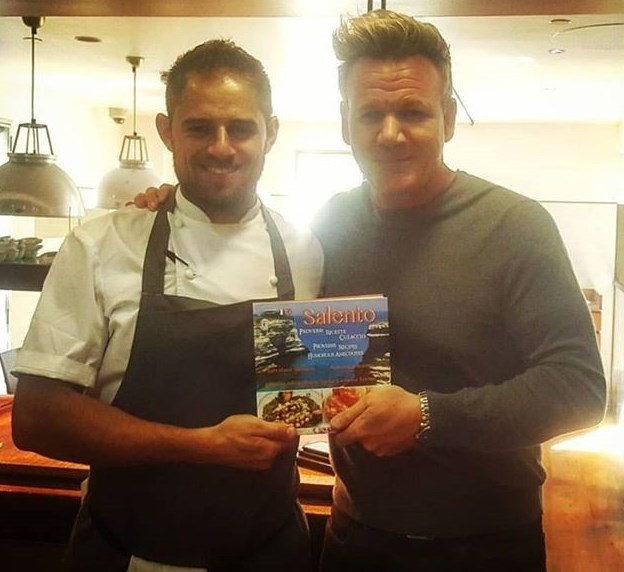 Salento
PROVERBI RICETTE
CULACCHI
PROVERBS RECIPES
HUMOROUS ANECDOTES